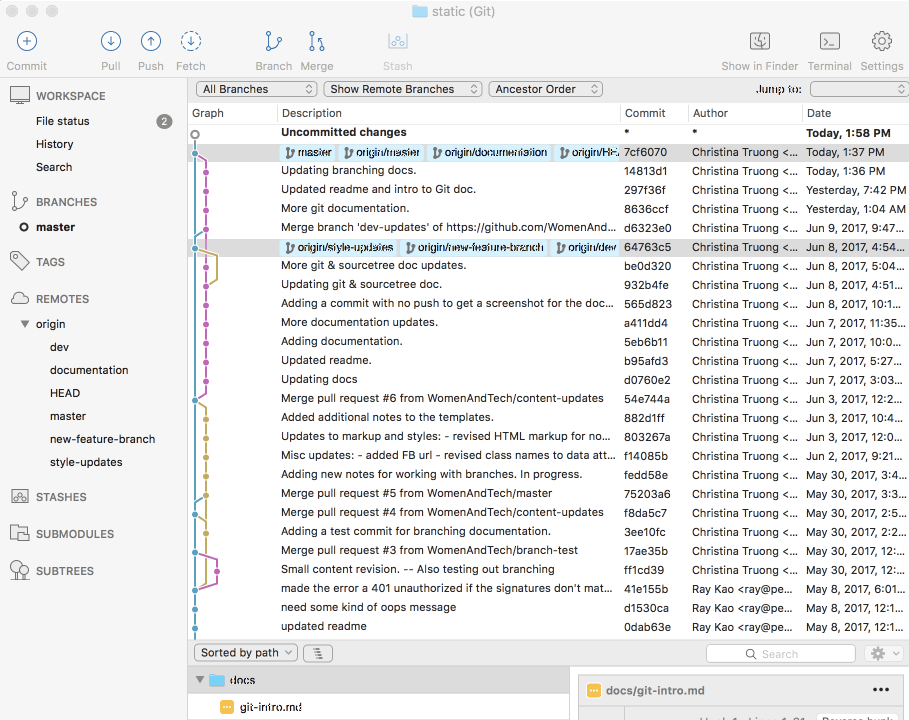 static (Git)
Commit Pull Push Fetch Branch Merge Stash Show in Finder Terminal Settings
All Branches Show Remote Branches Ancestor Order Jump to:
WORKSPACE
File status 2
History
Search
BRANCHES
master
TAGS
REMOTES
origin
dev
documentation
HEAD
master
new-feature-branch
style-updates
STASHES
SUBMODULES
SUBTREES
Graph Description Commit Author Date
Uncommitted changes * * Today, 1:58 PM
master origin/master origin/documentation origin/HEA 7cf6070 Christina Truong <... Today, 1:37 PM
Updating branching docs. 14813d1 Christina Truong <... Today, 1:36 PM
Updated readme and intro to Git doc. 297f36f Christina Truong <... Yesterday, 7:42 PM
More git documentation. 8636ccf Christina Truong <... Yesterday, 1:04 AM
Merge branch 'dev-updates' of https://github.com/WomenAnd... d6323e0 Christina Truong <... Jun 9, 2017, 9:47...
origin/style-updates origin/new-feature-branch origin/dev 64763c5 Christina Truong <... Jun 8, 2017, 4:54...
More git & sourcetree doc updates. be0d320 Christina Truong <... Jun 8, 2017, 5:04...
Updating git & sourcetree doc. 932b4fe Christina Truong <... Jun 8, 2017, 4:51...
Adding a commit with no push to get a screenshot for the doc... 565d823 Christina Truong <... Jun 8, 2017, 10:1...
More documentation updates. a411dd4 Christina Truong <... Jun 7, 2017, 11:35...
Adding documentation. 5eb6b11 Christina Truong <... Jun 7, 2017, 10:0...
Updated readme. b95afd3 Christina Truong <... Jun 7, 2017, 5:27...
Updating docs d0760e2 Christina Truong <... Jun 7, 2017, 3:03...
Merge pull request #6 from WomenAndTech/content-updates 54e744a Christina Truong <... Jun 3, 2017, 12:2...
Added additional notes to the templates. 882d1ff Christina Truong <... Jun 3, 2017, 10:4...
Updates to markup and styles: - revised HTML markup for no... 803267a Christina Truong <... Jun 3, 2017, 12:0...
Misc updates: - added FB url - revised class names to data att... f14085b Christina Truong <... Jun 2, 2017, 9:21...
Adding new notes for working with branches. In progress. fedd58e Christina Truong <... May 30, 2017, 3:4...
Merge pull request #5 from WomenAndTech/master 75203a6 Christina Truong <... May 30, 2017, 3:3...
Merge pull request #4 from WomenAndTech/content-updates f8da5c7 Christina Truong <... May 30, 2017, 2:5...
Adding a test commit for branching documentation. 3ee10fc Christina Truong <... May 30, 2017, 2:2...
Merge pull request #3 from WomenAndTech/branch-test 17ae35b Christina Truong <... May 30, 2017, 12:...
Small content revision. -- Also testing out branching ff1cd39 Christina Truong <... May 30, 2017, 12:...
made the error a 401 unauthorized if the signatures don't mat... 41e155b Ray Kao <ray@pe... May 8, 2017, 6:01...
need some kind of oops message d1530ca Ray Kao <ray@pe... May 8, 2017, 12:1...
updated readme 0dab63e Ray Kao <ray@pe... May 8, 2017, 12:1...
Sorted by path Search
docs
git-intro.md
docs/git-intro.md